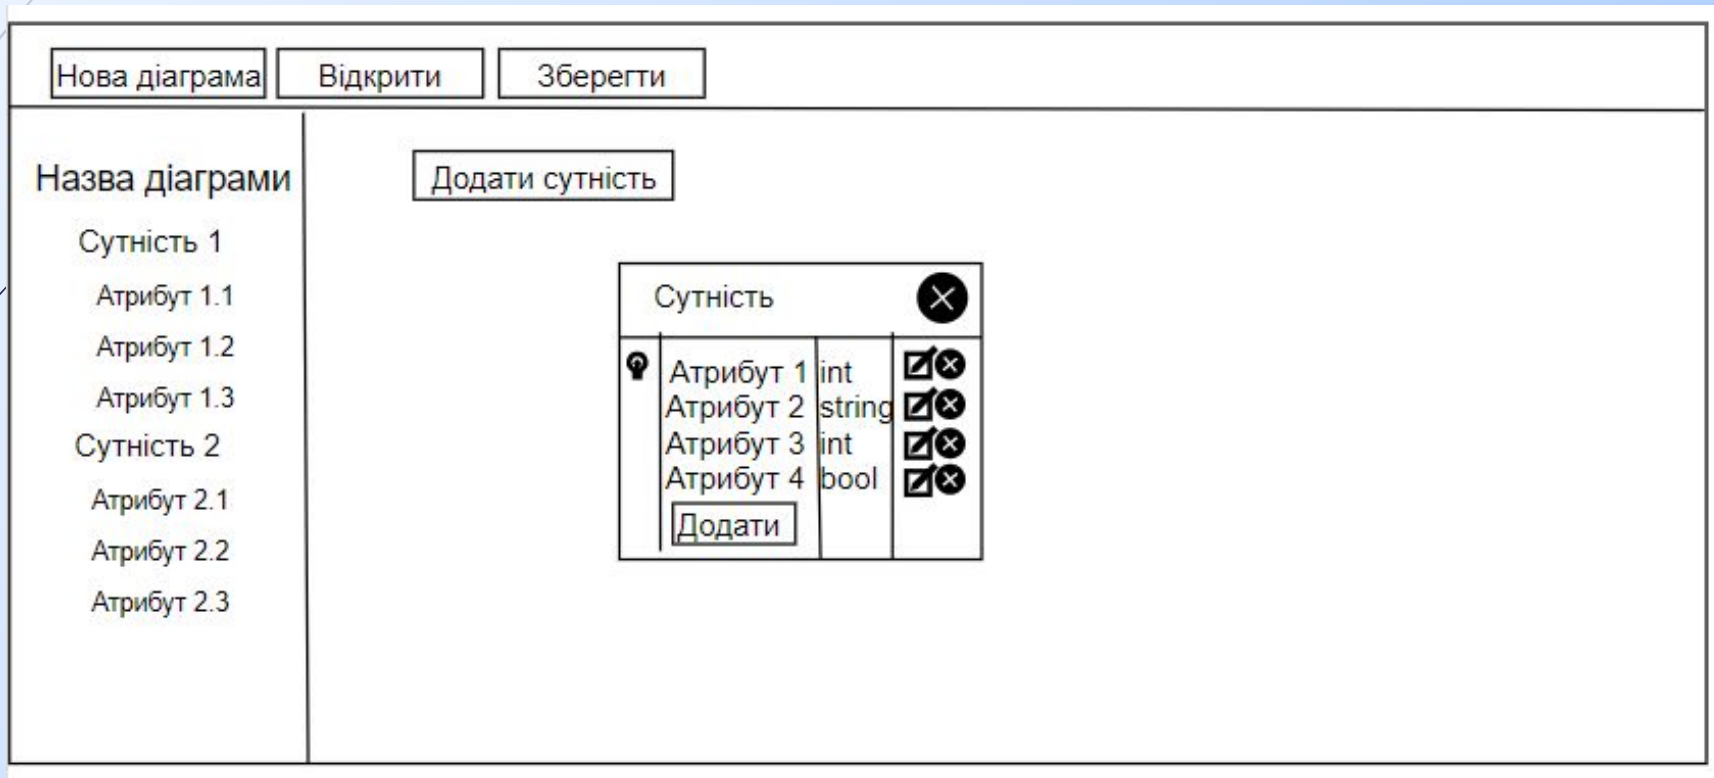 Нова діаграма
Відкрити
Зберегти
Назва діаграми
Сутність 1
Атрибут 1.1
Атрибут 1.2
Атрибут 1.3
Сутність 2
Атрибут 2.1
Атрибут 2.2
Атрибут 2.3
Додати сутність
Сутність
Атрибут 1 int
Атрибут 2 string
Атрибут 3 int
Атрибут 4 bool
Додати